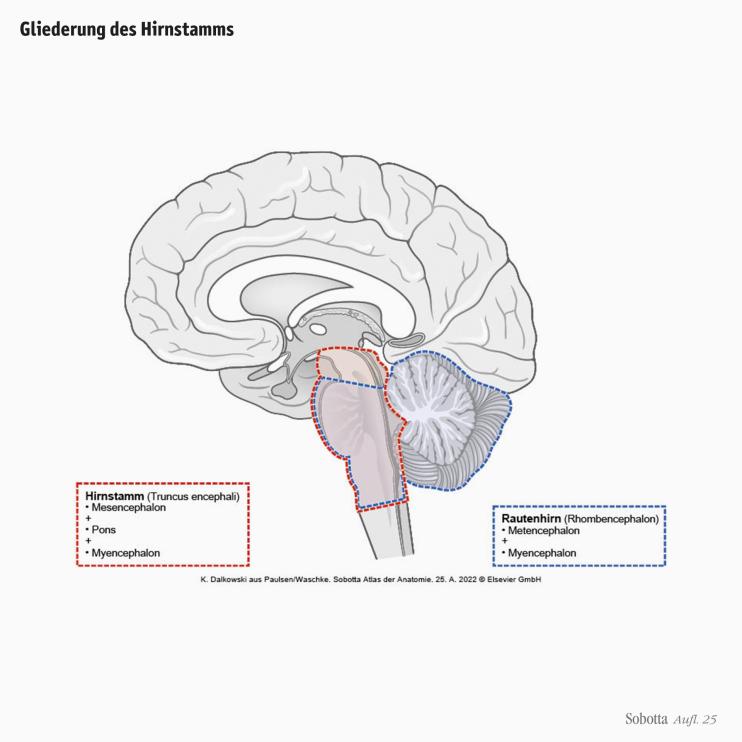 Gliederung des Hirnstamms
Hirnstamm (Truncus encephali)
• Mesencephalon
+
• Pons
+
• Myencephalon
Rautenhirn (Rhombencephalon)
• Metencephalon
+
• Myencephalon
K. Dalkowski aus Paulsen/Waschke. Sobotta Atlas der Anatomie. 25. A. 2022 © Elsevier GmbH
Sobotta Aufl. 25